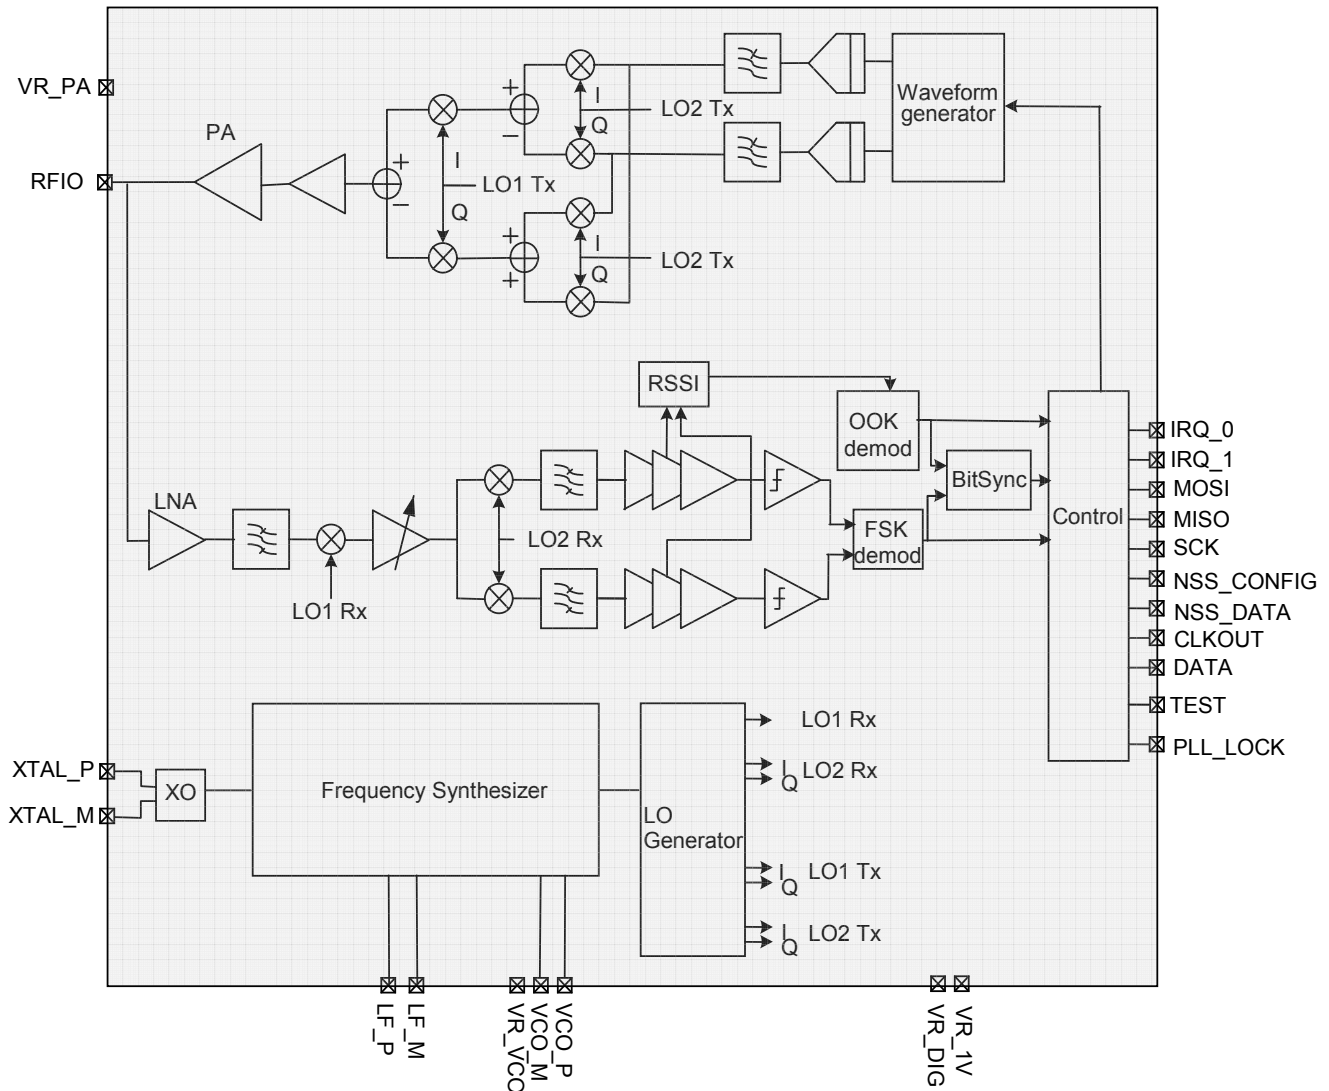 VR_PA
RFIO
PA
+
−
I
Q
LO1 Tx
+
−
+
+
I
Q
LO2 Tx
I
Q
LO2 Tx
Waveform
generator
RSSI
OOK
demod
BitSync
FSK
demod
Control
LNA
LO1 Rx
LO2 Rx
IRQ_0
IRQ_1
MOSI
MISO
SCK
NSS_CONFIG
NSS_DATA
CLKOUT
DATA
TEST
PLL_LOCK
XTAL_P
XTAL_M
XO
Frequency Synthesizer
LO
Generator
LO1 Rx
I
Q
LO2 Rx
I
Q
LO1 Tx
I
Q
LO2 Tx
LF_P
LF_M
VR_VCO
VCO_M
VCO_P
VR_DIG
VR_1V